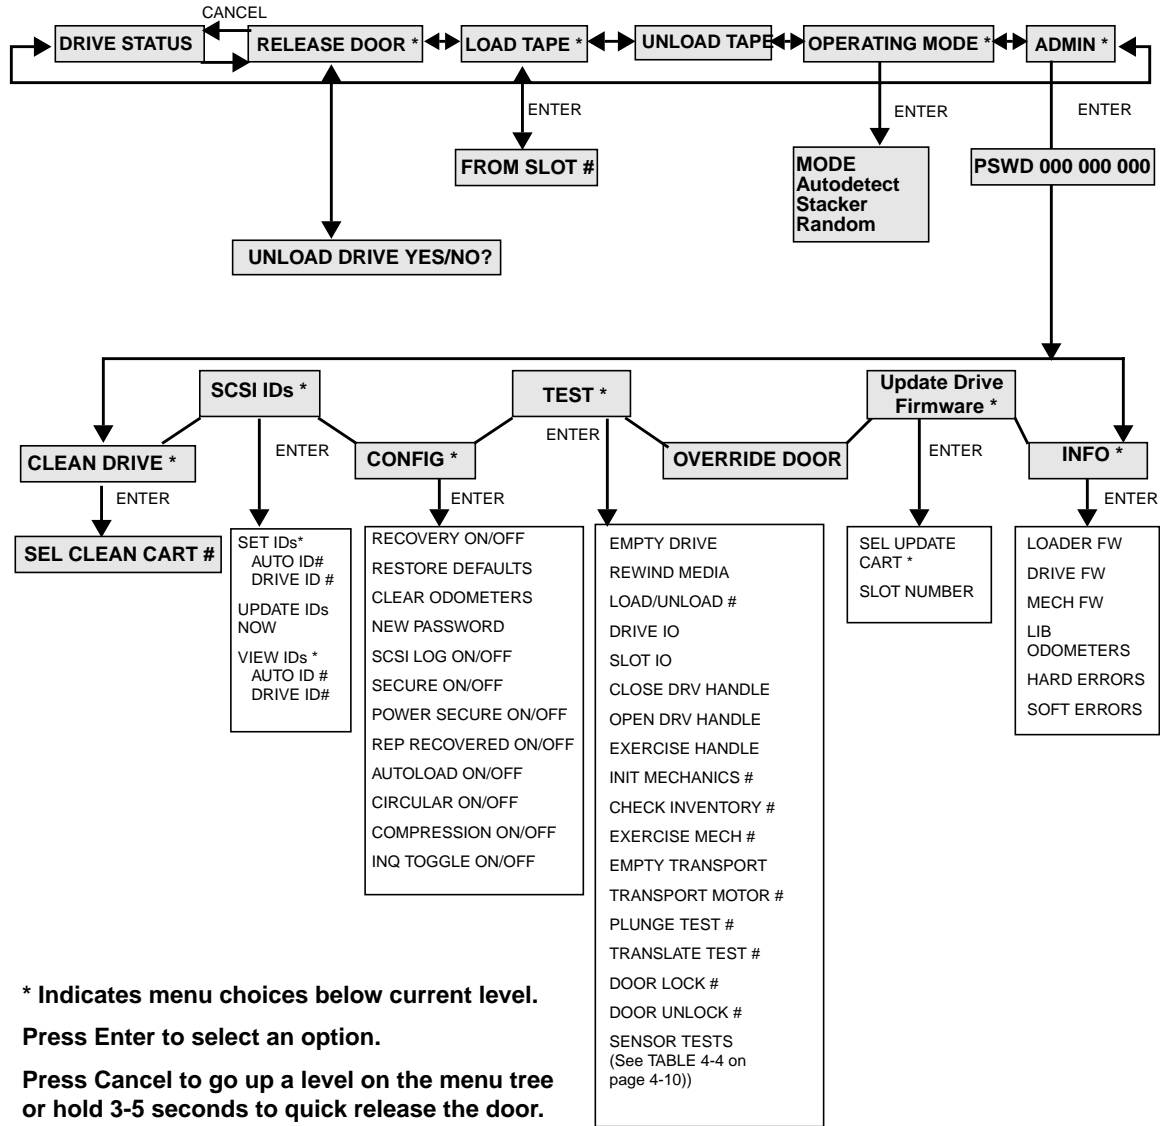 CANCEL
DRIVE STATUS
RELEASE DOOR *
LOAD TAPE *
UNLOAD TAPE
OPERATING MODE *
ADMIN *
ENTER
ENTER
ENTER
FROM SLOT #
MODE
Autodetect
Stacker
Random
PSWD 000 000 000
UNLOAD DRIVE YES/NO?
SCSI IDs *
TEST *
Update Drive
Firmware *
CLEAN DRIVE *
ENTER
CONFIG *
ENTER
OVERRIDE DOOR
ENTER
INFO *
ENTER
ENTER
ENTER
SEL CLEAN CART #
SET IDs*
AUTO ID#
DRIVE ID #
UPDATE IDs
NOW
VIEW IDs *
AUTO ID #
DRIVE ID#
RECOVERY ON/OFF
RESTORE DEFAULTS
CLEAR ODOMETERS
NEW PASSWORD
SCSI LOG ON/OFF
SECURE ON/OFF
POWER SECURE ON/OFF
REP RECOVERED ON/OFF
AUTOLOAD ON/OFF
CIRCULAR ON/OFF
COMPRESSION ON/OFF
INQ TOGGLE ON/OFF
EMPTY DRIVE
REWIND MEDIA
LOAD/UNLOAD #
DRIVE IO
SLOT IO
CLOSE DRV HANDLE
OPEN DRV HANDLE
EXERCISE HANDLE
INIT MECHANICS #
CHECK INVENTORY #
EXERCISE MECH #
EMPTY TRANSPORT
TRANSPORT MOTOR #
PLUNGE TEST #
TRANSLATE TEST #
DOOR LOCK #
DOOR UNLOCK #
SENSOR TESTS
(See TABLE 4-4 on
page 4-10))
SEL UPDATE
CART *
SLOT NUMBER
LOADER FW
DRIVE FW
MECH FW
LIB
ODOMETERS
HARD ERRORS
SOFT ERRORS
* Indicates menu choices below current level.
Press Enter to select an option.
Press Cancel to go up a level on the menu tree
or hold 3-5 seconds to quick release the door.